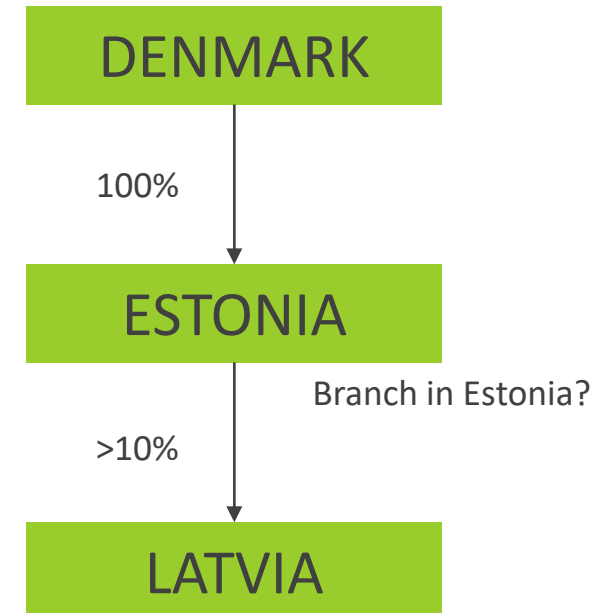 DENMARK
100%
ESTONIA
Branch in Estonia?
>10%
LATVIA